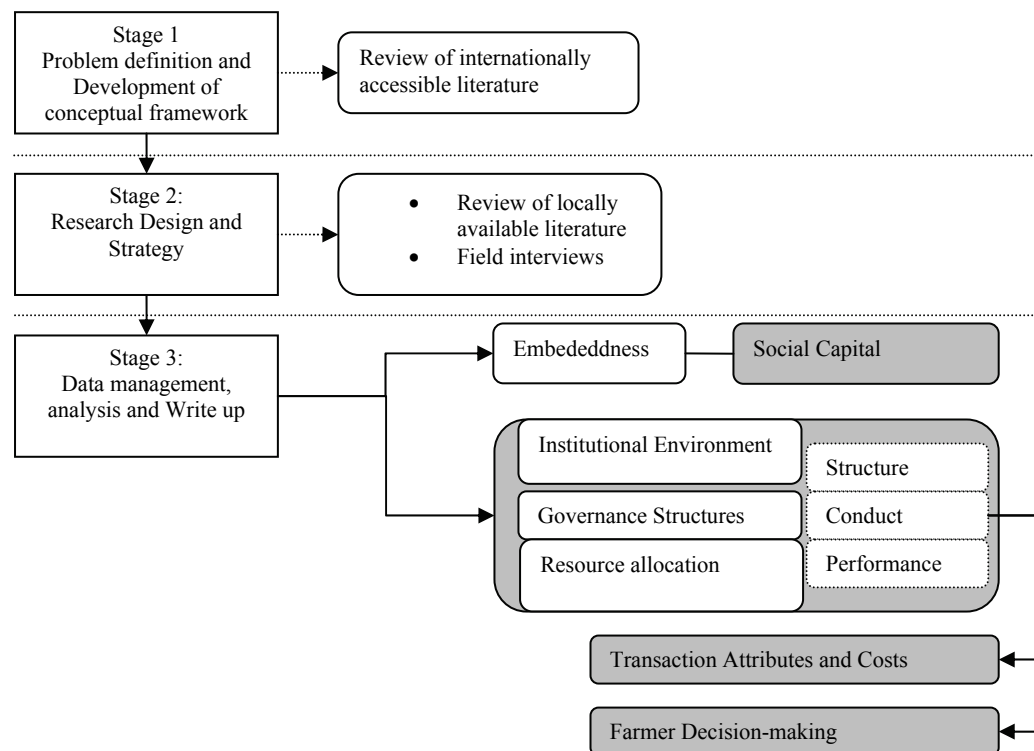 Stage 1
Problem definition and
Development of
conceptual framework
Review of internationally
accessible literature
Stage 2:
Research Design and
Strategy
• Review of locally
available literature
• Field interviews
Stage 3:
Data management,
analysis and Write up
Embededdness
Social Capital
Institutional Environment
Governance Structures
Resource allocation
Structure
Conduct
Performance
Transaction Attributes and Costs
Farmer Decision-making